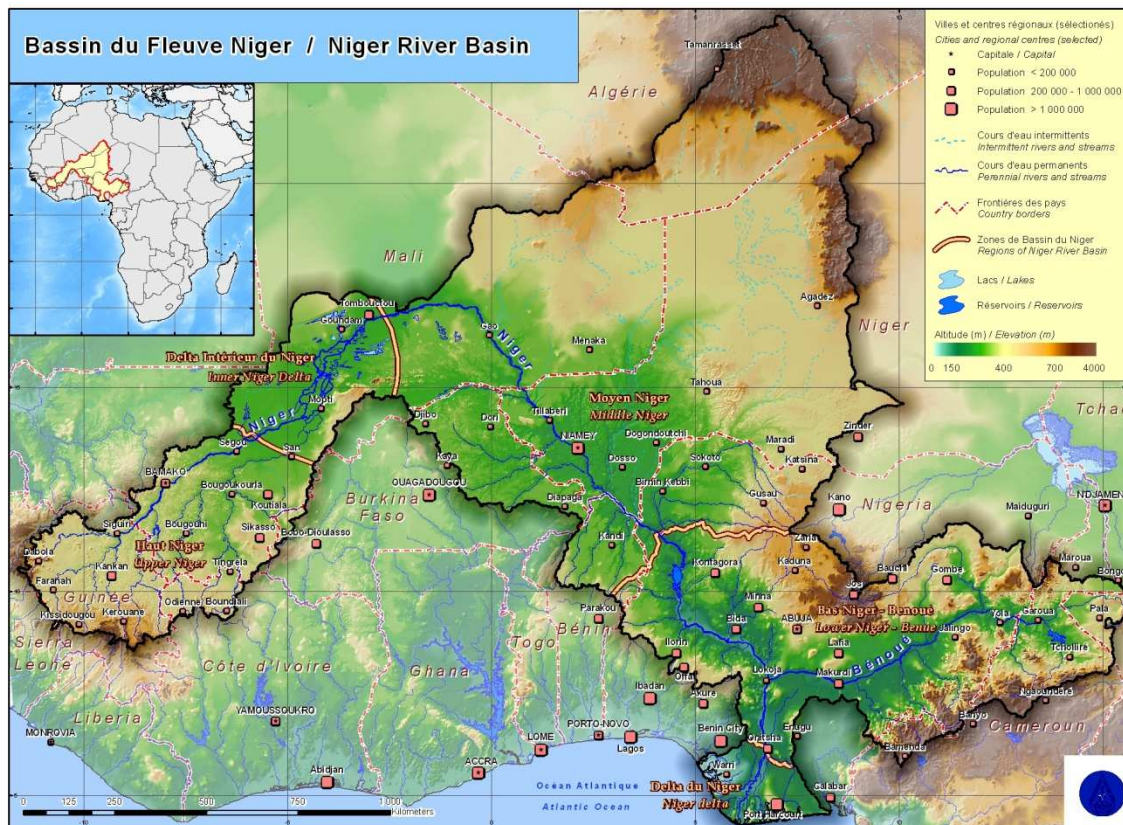 Bassin du Fleuve Niger / Niger River Basin
Villes et centres régionaux (sélectionés)
Cities and regional centres (selected)
Capitale / Capital
Population < 200 000
Population 200 000 - 1 000 000
Population > 1 000 000
Cours d'eau intermittents
Intermittent rivers and streams
Cours d'eau permanents
Perennial rivers and streams
Frontières des pays
Country borders
Zones de Bassin du Niger
Regions of Niger River Basin
Lacs / Lakes
Réservoirs / Reservoirs
Altitude (m) / Elevation (m)
0 150 400 700 4000
Tamanrasset
Algérie
Mali
Agadez
Niger
Tombouctou
Goundam
Gao
Niger
Ménaka
Delta Intérieur du Niger
Inner Niger Delta
Tahoua
Moyen Niger
Middle Niger
Tchad
Mopti
Niger
Djibo
Dori
Tillabéri
Zinder
Ségou
San
NIAMEY
Dogondoutchi
Maradi
Katsina
Dosso
Sokoto
Kaya
BAMAKO
Bougoukourla
Koutiala
OUAGADOUGOU
Birnin Kebbi
Gusau
Kano
Nigeria
Burkina
Faso
Diapaga
Maiduguri
N'DJAMEN
Siguiri
Bougouni
Sikasso
Bobo-Dioulasso
Kandi
Zaria
Haut Niger
Upper Niger
Dabola
Kankan
Tingrela
Kontagora
Kaduna
Bauchi
Gombe
Maroua
Bongo
Faranah
Guinée
Odienne
Boundiali
Jos
Kissidougou
Kerouane
Parakou
Minna
Bas Niger - Benoué
Lower Niger - Benue
Yola
Garoua
Pala
Sierra
Leone
Togo
Bénin
Bida
ABUJA
Jalingo
Côte d'Ivoire
Ghana
Ilorin
Offa
Lafia
Tcholliré
Lokoja
Makurdi
Bénoué
Liberia
Ibadan
Akure
Ngaoundéré
YAMOUSSOUKRO
MONROVIA
PORTO-NOVO
Lagos
LOME
Benin City
Enugu
Onitsha
Banyo
Cameroun
Bamenda
Abidjan
ACCRA
Warri
Océan Atlantique
Atlantic Ocean
Delta du Niger
Niger delta
Calabar
Port Harcourt
0 125 250 500 750 1 000
Kilometers